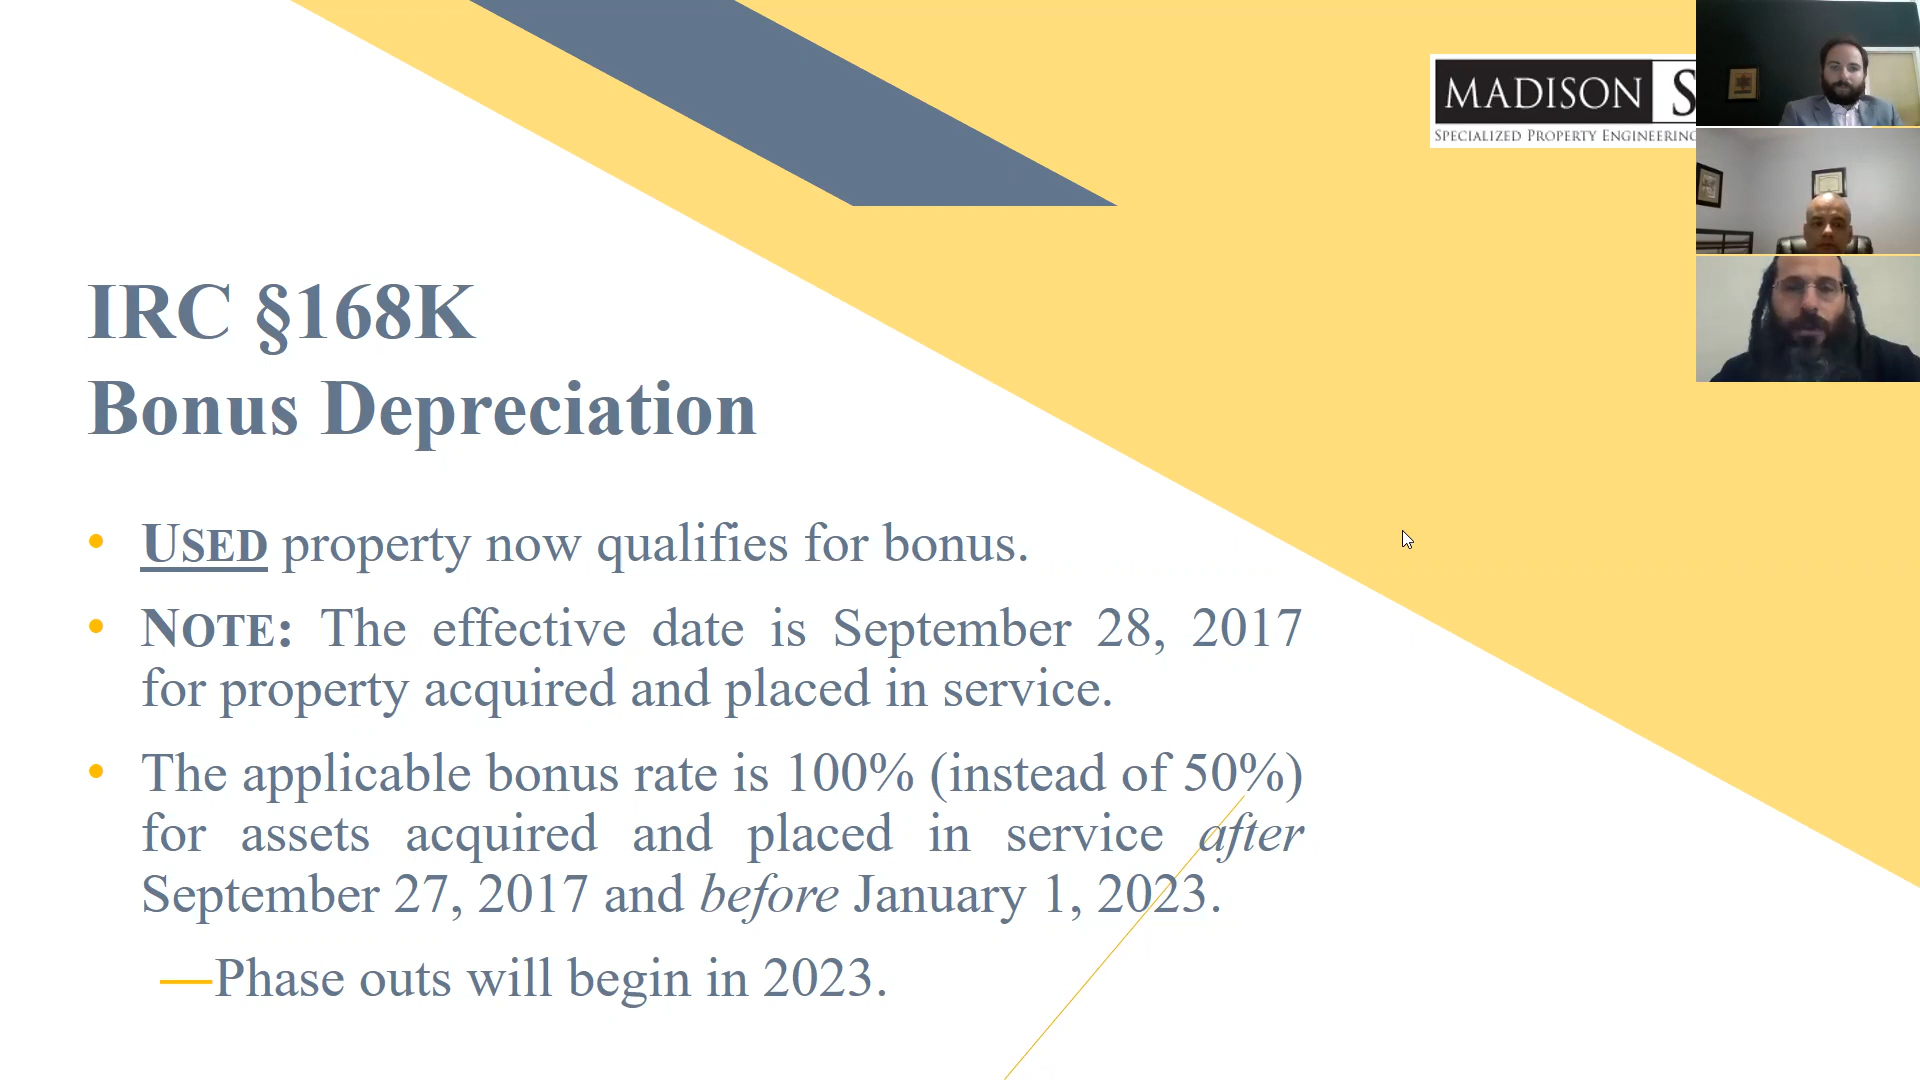 MADISON S
SPECIALIZED PROPERTY ENGINEERING
IRC §168K
Bonus Depreciation
• USED property now qualifies for bonus.
• NOTE: The effective date is September 28, 2017
for property acquired and placed in service.
• The applicable bonus rate is 100% (instead of 50%)
for assets acquired and placed in service after
September 27, 2017 and before January 1, 2023.
—Phase outs will begin in 2023.